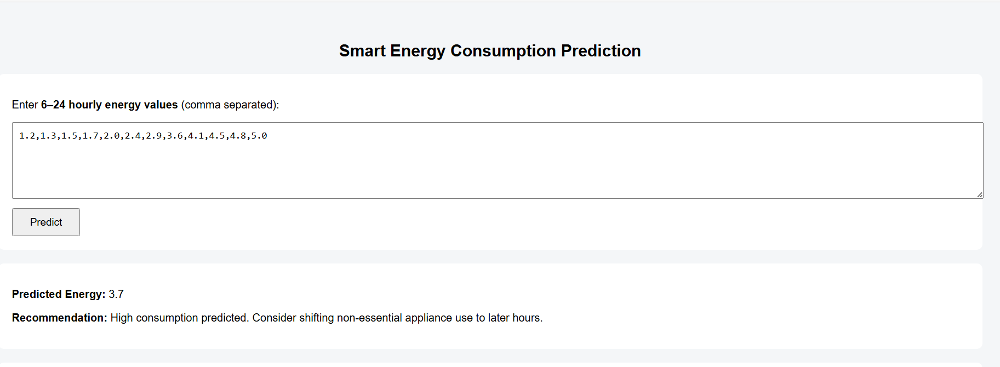 Smart Energy Consumption Prediction
Enter 6–24 hourly energy values (comma separated):
1.2,1.3,1.5,1.7,2.0,2.4,2.9,3.6,4.1,4.5,4.8,5.0
Predict
Predicted Energy: 3.7
Recommendation: High consumption predicted. Consider shifting non-essential appliance use to later hours.